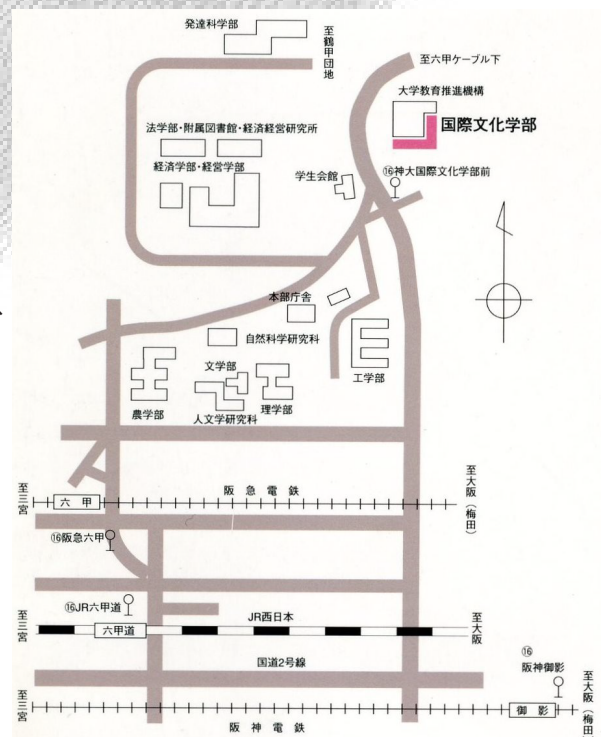 発達科学部
至鶴甲団地
至六甲ケーブル下
大学教育推進機構
国際文化学部
法学部・附属図書館・経済経営研究所
経済学部・経営学部
学生会館
⑯神大国際文化学部前
本部庁舎
自然科学研究科
文学部
工学部
農学部
人文学研究科
理学部
至三宮
六甲
阪急電鉄
至大阪(梅田)
⑯阪急六甲
⑯JR六甲道
至三宮
六甲道
JR西日本
至大阪
国道2号線
⑯
阪神御影
至三宮
阪神電鉄
御影
至大阪(梅田